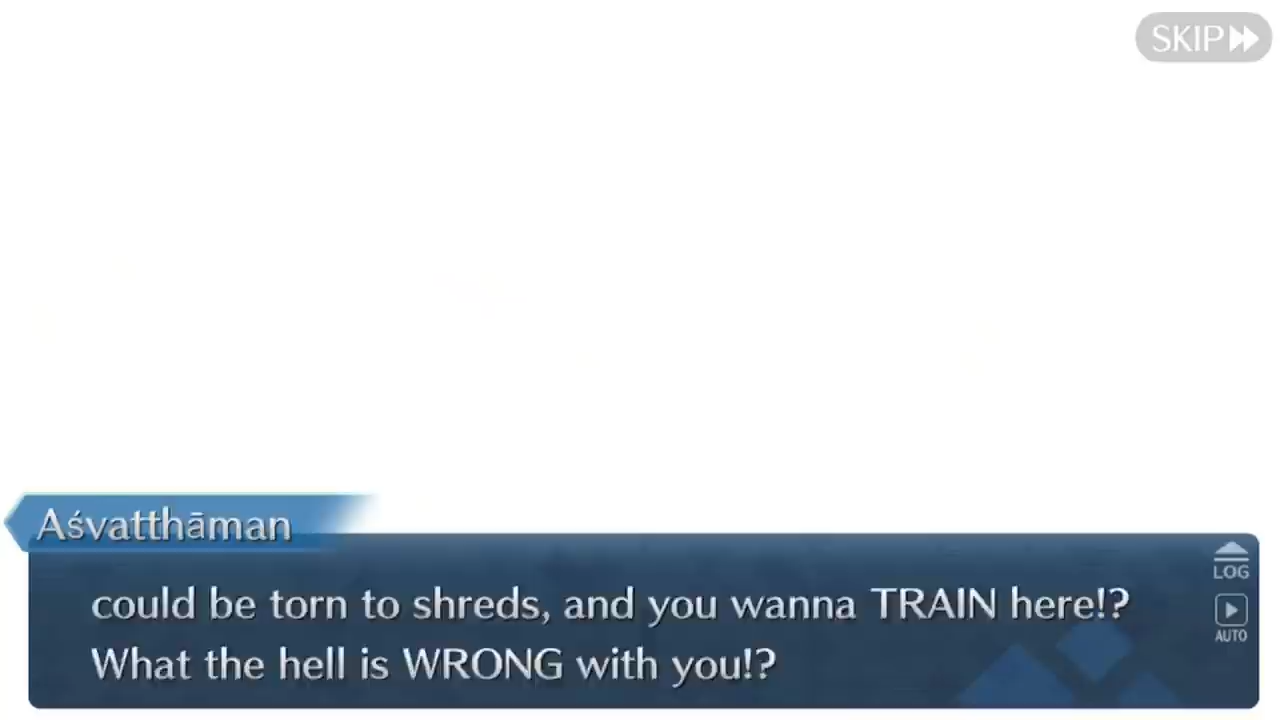 SKIP
Aśvatthāman
could be torn to shreds, and you wanna TRAIN here!?
What the hell is WRONG with you!?
LOG
AUTO